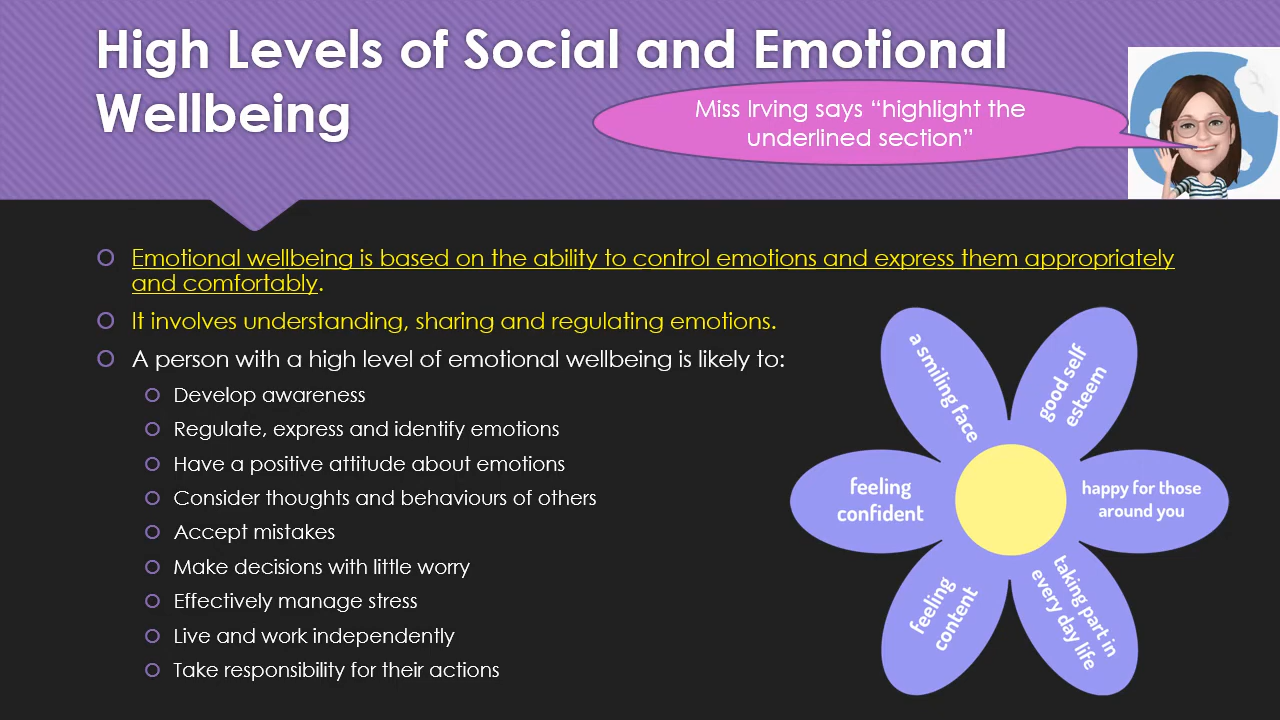 High Levels of Social and Emotional
Wellbeing
Miss Irving says “highlight the
underlined section”
Emotional wellbeing is based on the ability to control emotions and express them appropriately
and comfortably.
It involves understanding, sharing and regulating emotions.
A person with a high level of emotional wellbeing is likely to:
Develop awareness
Regulate, express and identify emotions
Have a positive attitude about emotions
Consider thoughts and behaviours of others
Accept mistakes
Make decisions with little worry
Effectively manage stress
Live and work independently
Take responsibility for their actions
a smiling face
good self
esteem
feeling
confident
happy for those
around you
feeling
content
taking part in
every day life